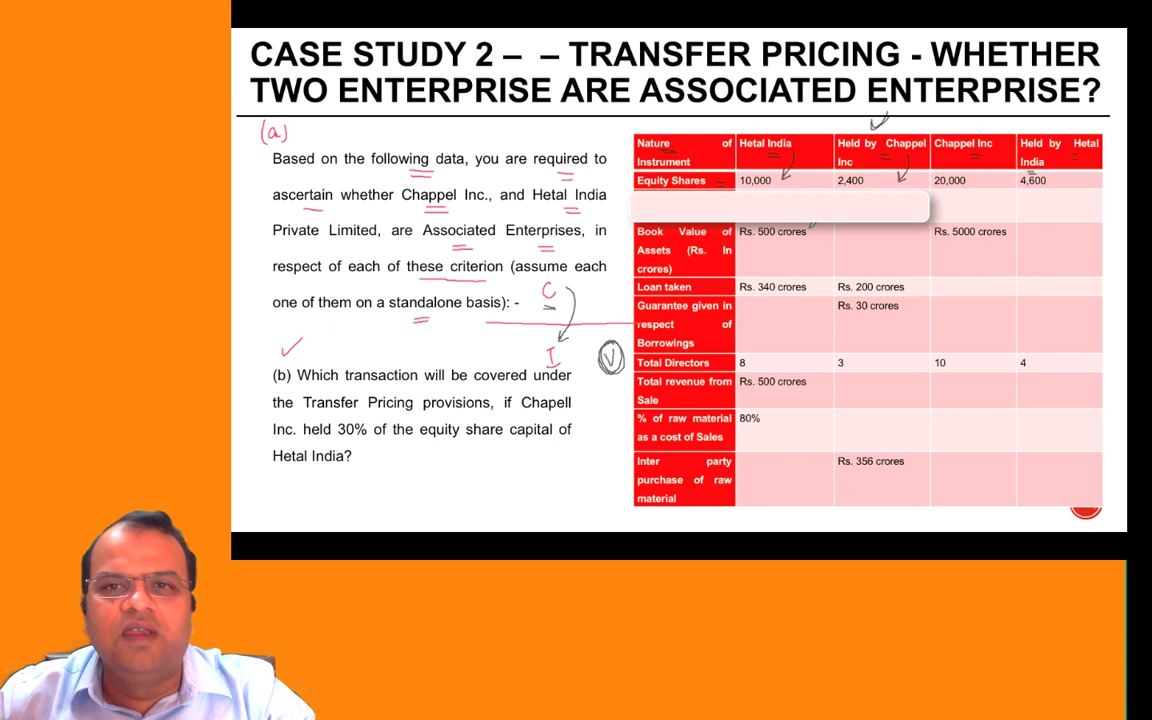 CASE STUDY 2 – – TRANSFER PRICING - WHETHER
TWO ENTERPRISE ARE ASSOCIATED ENTERPRISE?
(a)
Based on the following data, you are required to
ascertain whether Chappel Inc., and Hetal India
Private Limited, are Associated Enterprises, in
respect of each of these criterion (assume each
one of them on a standalone basis): -
C
I
V
(b) Which transaction will be covered under
the Transfer Pricing provisions, if Chapell
Inc. held 30% of the equity share capital of
Hetal India?
Nature of Hetal India Held by Chappel Chappel Inc Held by Hetal
Instrument Inc India
Equity Shares 10,000 2,400 20,000 4,600
Book Value of Rs. 500 crores Rs. 5000 crores
Assets (Rs. In
crores)
Loan taken Rs. 340 crores Rs. 200 crores
Guarantee given in Rs. 30 crores
respect of
Borrowings
Total Directors 8 3 10 4
Total revenue from Rs. 500 crores
Sale
% of raw material 80%
as a cost of Sales
Inter party Rs. 356 crores
purchase of raw
material